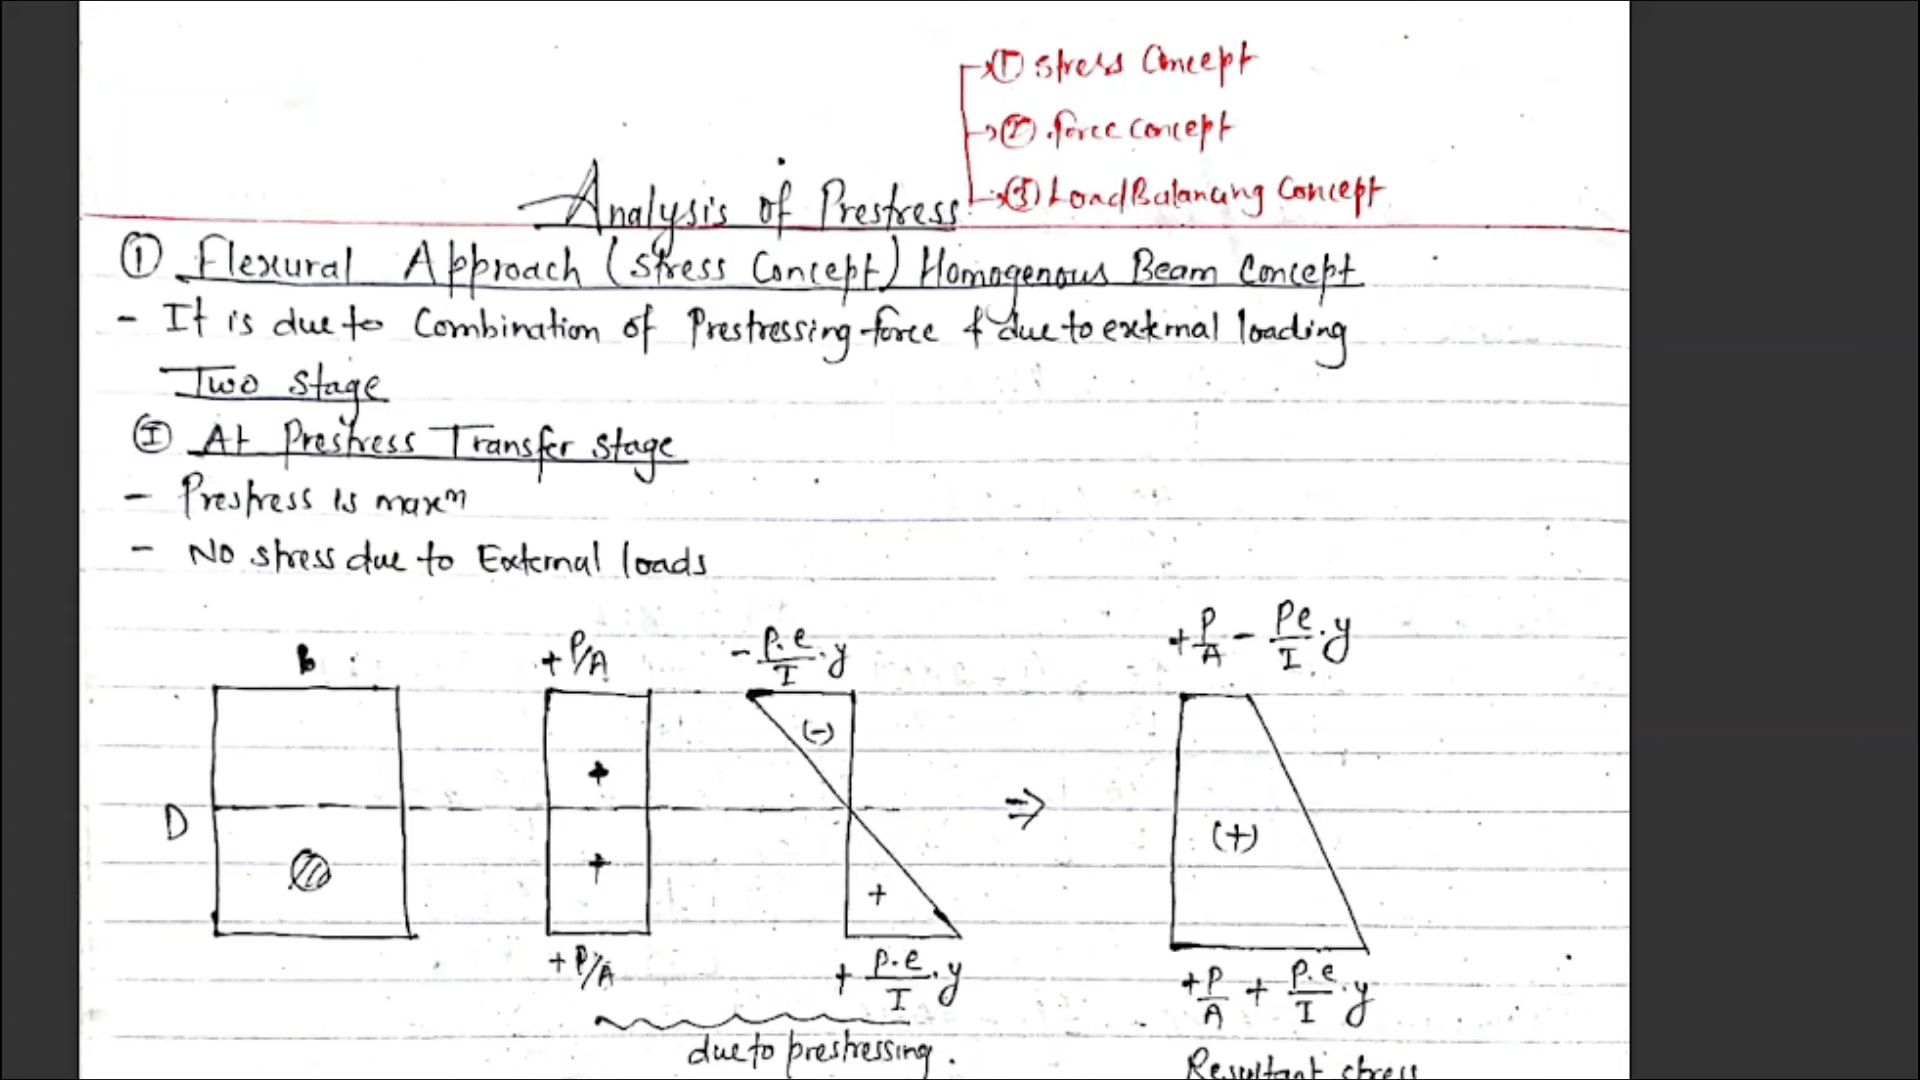 →① Stress Concept
→② force concept
→③ Load Balancing Concept
Analysis of Prestress
① Flexural Approach (Stress Concept) Homogenous Beam Concept
- It is due to Combination of Prestressing force & due to external loading
Two stage
Ⓘ At Prestress Transfer stage
- Prestress is maxᵐ
- No stress due to External loads
B
+P/A
- P.e/I .y
+P/A - Pe/I .y
(-)
+
D
⇒
(+)
+
+
+P/A
+ P.e/I .y
+P/A + P.e/I .y
due to prestressing.
Resultant stress